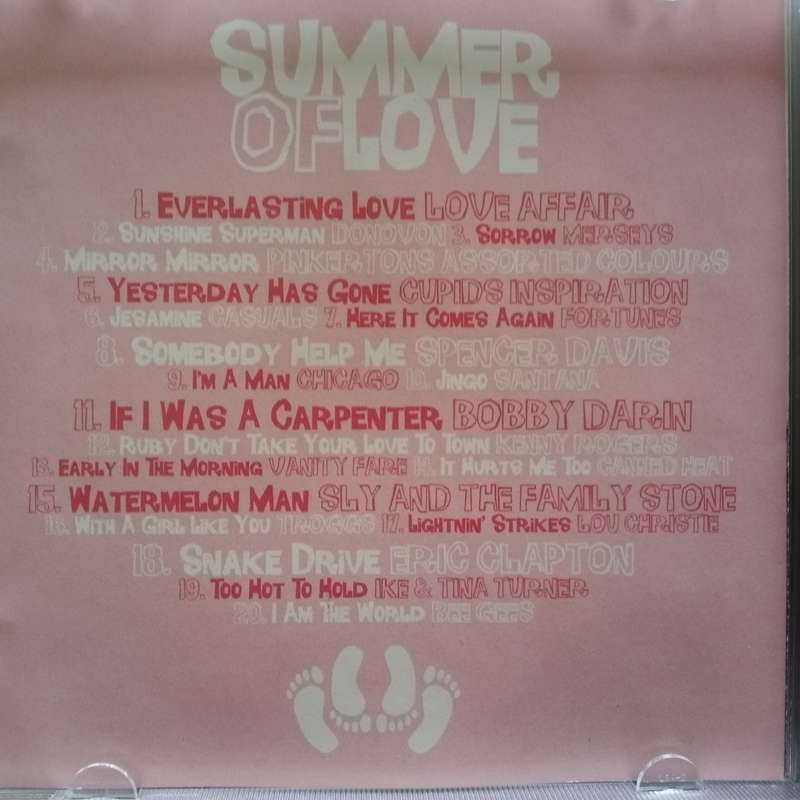 SUMMER
OF LOVE
1. EVERLASTING LOVE LOVE AFFAIR
2. SUNSHINE SUPERMAN DONOVON 3. SORROW MERSEYS
4. MIRROR MIRROR PINKERTONS ASSORTED COLOURS
5. YESTERDAY HAS GONE CUPIDS INSPIRATION
6. JESAMINE CASUALS 7. HERE IT COMES AGAIN FORTUNES
8. SOMEBODY HELP ME SPENCER DAVIS
9. I'M A MAN CHICAGO 10. JINGO SANTANA
11. IF I WAS A CARPENTER BOBBY DARIN
12. RUBY DON'T TAKE YOUR LOVE TO TOWN KENNY ROGERS
13. EARLY IN THE MORNING VANITY FARE 14. IT HURTS ME TOO CANNED HEAT
15. WATERMELON MAN SLY AND THE FAMILY STONE
16. WITH A GIRL LIKE YOU TROGGS 17. LIGHTNIN' STRIKES LOU CHRISTIE
18. SNAKE DRIVE ERIC CLAPTON
19. TOO HOT TO HOLD IKE & TINA TURNER
20. I AM THE WORLD BEE GEES